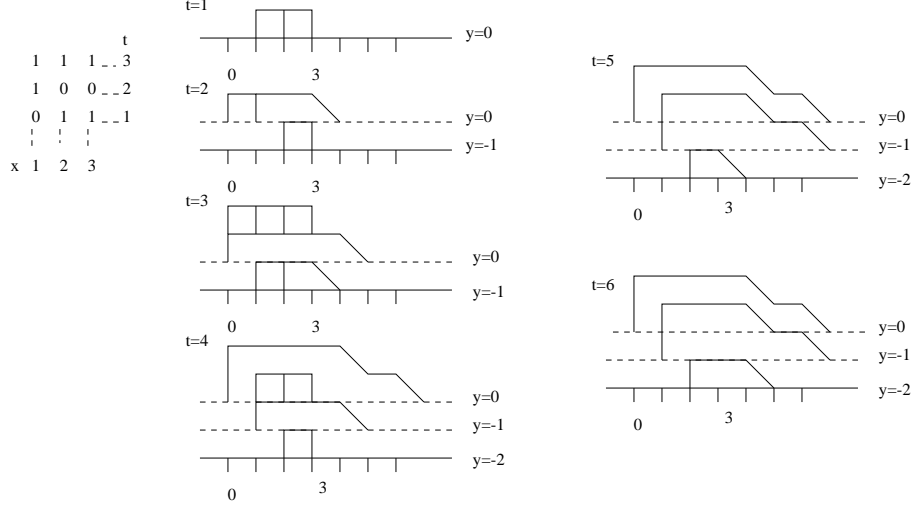 t
1 1 1 3
1 0 0 2
0 1 1 1
x 1 2 3
t=1
y=0
0 3
t=2
y=0
y=-1
0 3
t=3
y=0
y=-1
0 3
t=4
y=0
y=-1
y=-2
0 3
t=5
y=0
y=-1
y=-2
0 3
t=6
y=0
y=-1
y=-2
0 3